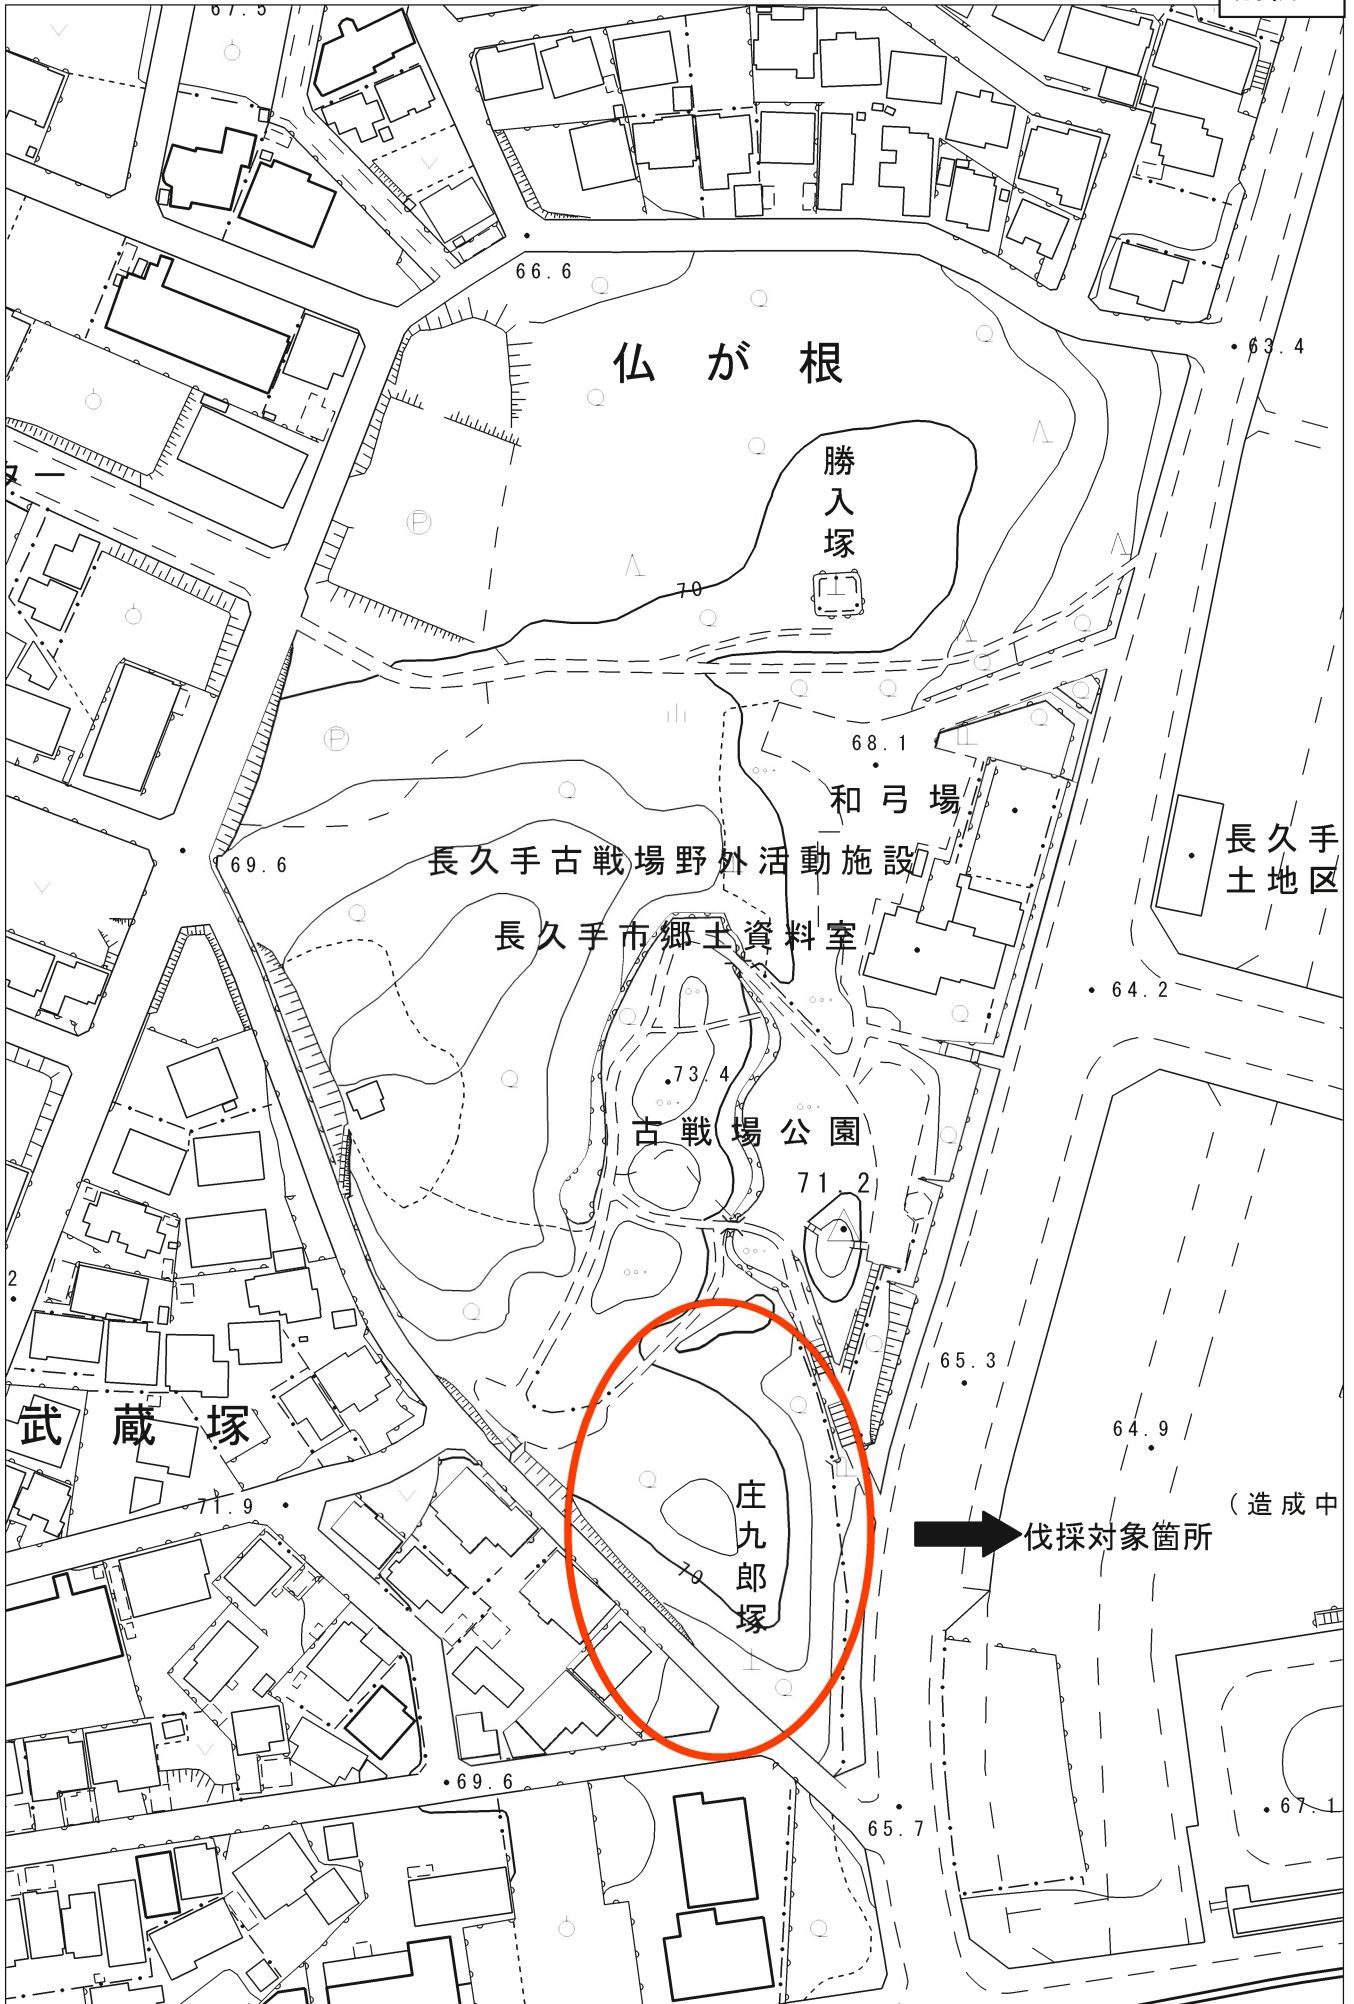 67.5
66.6
仏が根
63.4
勝入塚
ター
70
68.1
和弓場
長久手
土地区
69.6
長久手古戦場野外活動施設
長久手市郷土資料室
64.2
73.4
古戦場公園
71.2
2
65.3
武蔵塚
64.9
71.9
庄九郎塚
(造成中
伐採対象箇所
70
69.6
65.7
67.1
P
P